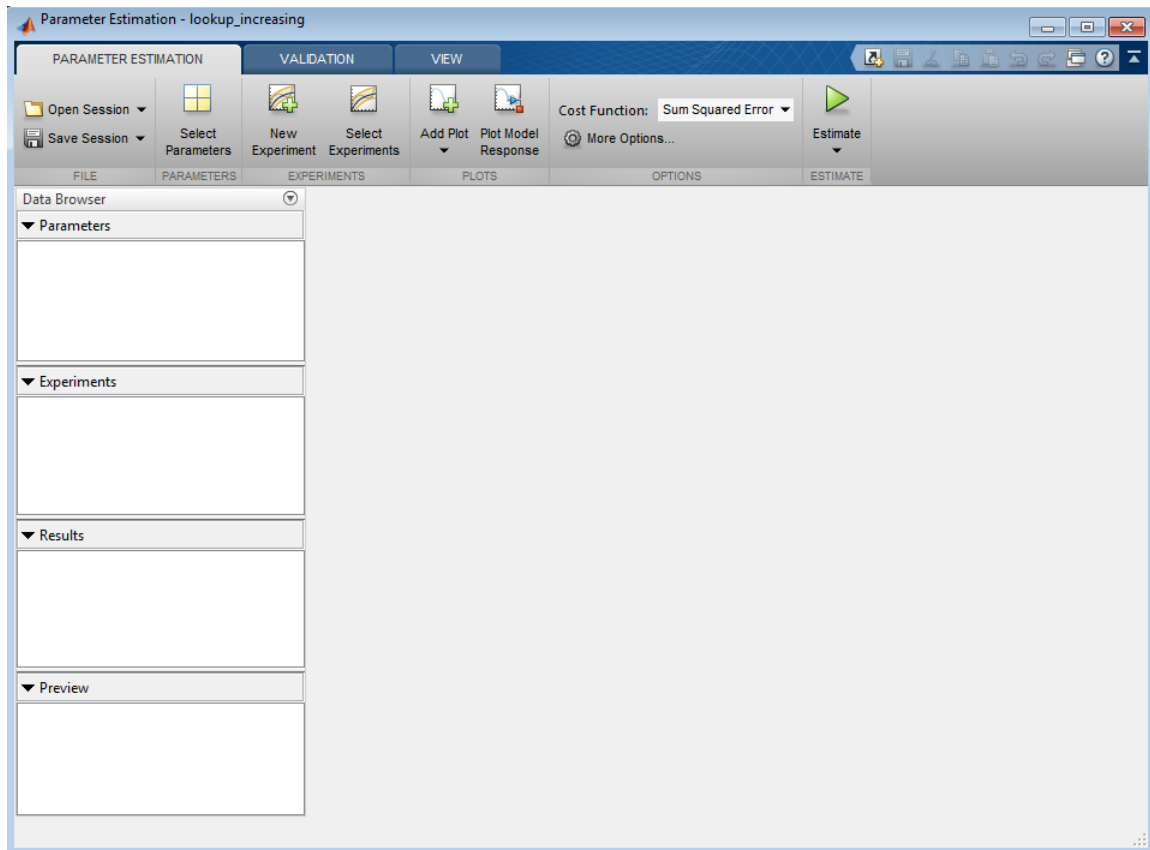 Parameter Estimation - lookup_increasing
PARAMETER ESTIMATION
VALIDATION
VIEW
Open Session
Save Session
Select
Parameters
New
Experiment
Select
Experiments
Add Plot
Plot Model
Response
Cost Function: Sum Squared Error
More Options...
Estimate
FILE
PARAMETERS
EXPERIMENTS
PLOTS
OPTIONS
ESTIMATE
Data Browser
Parameters
Experiments
Results
Preview